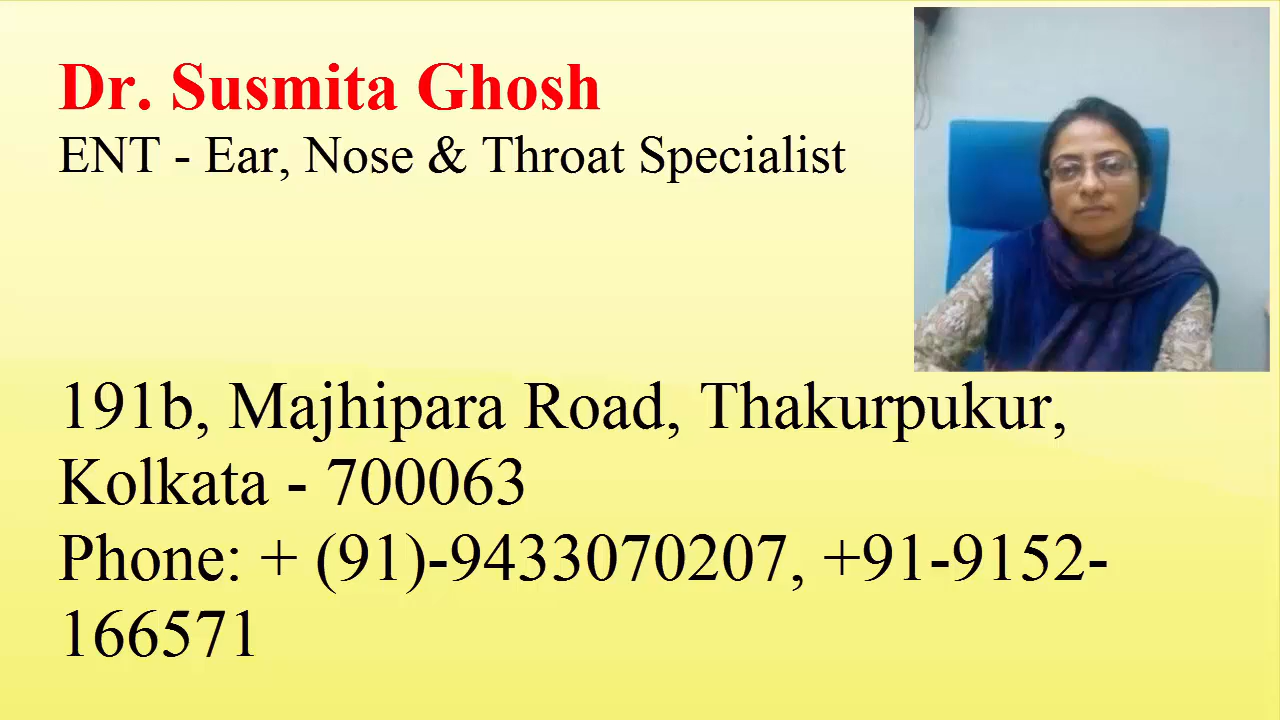 Dr. Susmita Ghosh
ENT - Ear, Nose & Throat Specialist
191b, Majhipara Road, Thakurpukur,
Kolkata - 700063
Phone: + (91)-9433070207, +91-9152-
166571